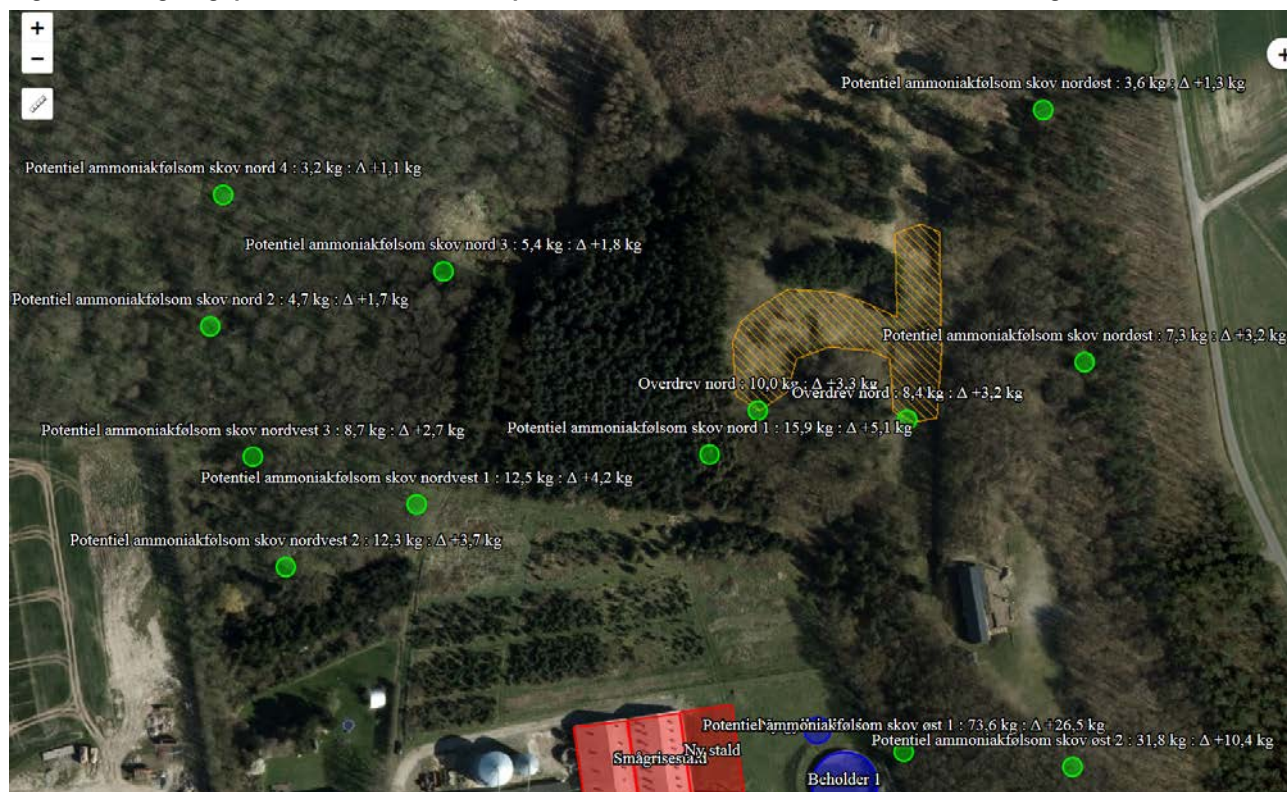 +
−
+
Potentiel ammoniakfølsom skov nordøst : 3,6 kg : Δ +1,3 kg
Potentiel ammoniakfølsom skov nord 4 : 3,2 kg : Δ +1,1 kg
Potentiel ammoniakfølsom skov nord 3 : 5,4 kg : Δ +1,8 kg
Potentiel ammoniakfølsom skov nord 2 : 4,7 kg : Δ +1,7 kg
Potentiel ammoniakfølsom skov nordøst : 7,3 kg : Δ +3,2 kg
Overdrev nord : 10,0 kg : Δ +3,3 kg
Overdrev nord : 8,4 kg : Δ +3,2 kg
Potentiel ammoniakfølsom skov nord 1 : 15,9 kg : Δ +5,1 kg
Potentiel ammoniakfølsom skov nordvest 3 : 8,7 kg : Δ +2,7 kg
Potentiel ammoniakfølsom skov nordvest 1 : 12,5 kg : Δ +4,2 kg
Potentiel ammoniakfølsom skov nordvest 2 : 12,3 kg : Δ +3,7 kg
Potentiel ammoniakfølsom skov øst 1 : 73,6 kg : Δ +26,5 kg
Potentiel ammoniakfølsom skov øst 2 : 31,8 kg : Δ +10,4 kg
Ny stald
Smågrisestald
Beholder 1